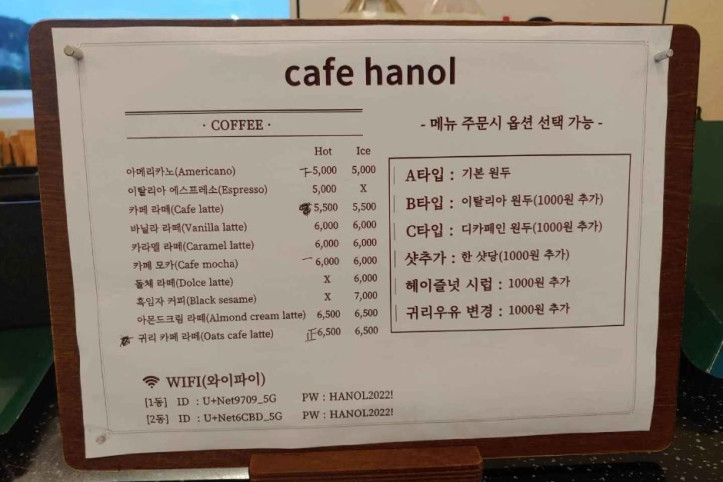 cafe hanol
· COFFEE ·
Hot Ice
아메리카노(Americano) 5,000 5,000
이탈리아 에스프레소(Espresso) 5,000 X
카페 라떼(Cafe latte) 5,500 5,500
바닐라 라떼(Vanilla latte) 6,000 6,000
카라멜 라떼(Caramel latte) 6,000 6,000
카페 모카(Cafe mocha) 6,000 6,000
돌체 라떼(Dolce latte) X 6,000
흑임자 커피(Black sesame) X 7,000
아몬드크림 라떼(Almond cream latte) 6,500 6,500
귀리 카페 라떼(Oats cafe latte) 正6,500 6,500
- 메뉴 주문시 옵션 선택 가능 -
A타입 : 기본 원두
B타입 : 이탈리아 원두(1000원 추가)
C타입 : 디카페인 원두(1000원 추가)
샷추가 : 한 샷당(1000원 추가)
헤이즐넛 시럽 : 1000원 추가
귀리우유 변경 : 1000원 추가
WIFI(와이파이)
[1동] ID : U+Net9709_5G PW : HANOL2022!
[2동] ID : U+Net6CBD_5G PW : HANOL2022!